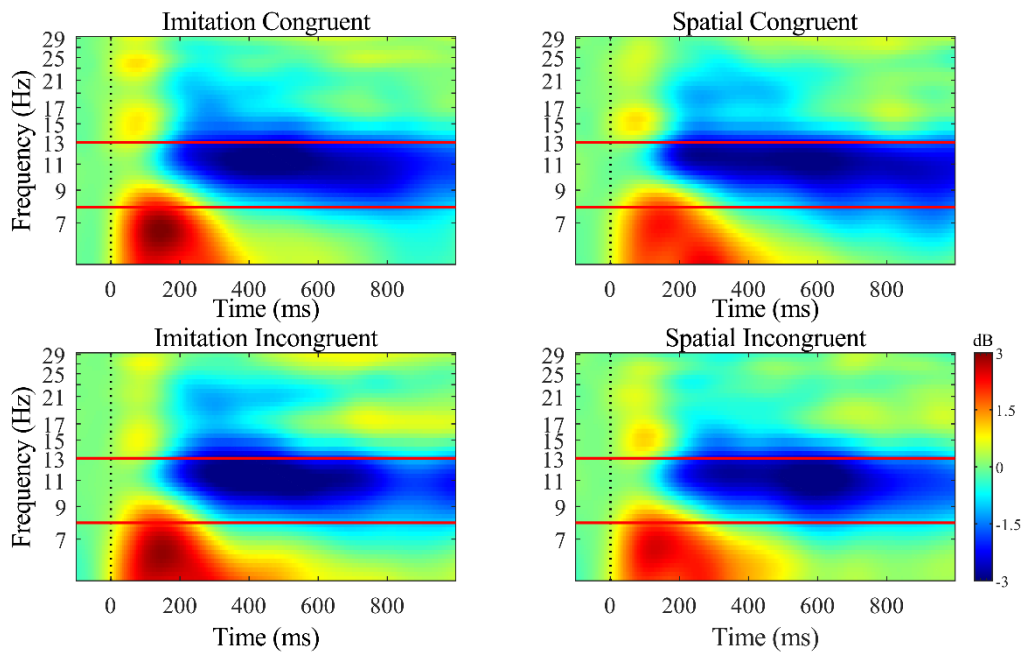 Imitation Congruent
Spatial Congruent
Frequency (Hz)
29
25
21
17
15
13
11
9
7
29
25
21
17
15
13
11
9
7
0 200 400 600 800
0 200 400 600 800
Time (ms)
Time (ms)
Imitation Incongruent
Spatial Incongruent
Frequency (Hz)
29
25
21
17
15
13
11
9
7
29
25
21
17
15
13
11
9
7
dB
3
1.5
0
-1.5
-3
0 200 400 600 800
0 200 400 600 800
Time (ms)
Time (ms)